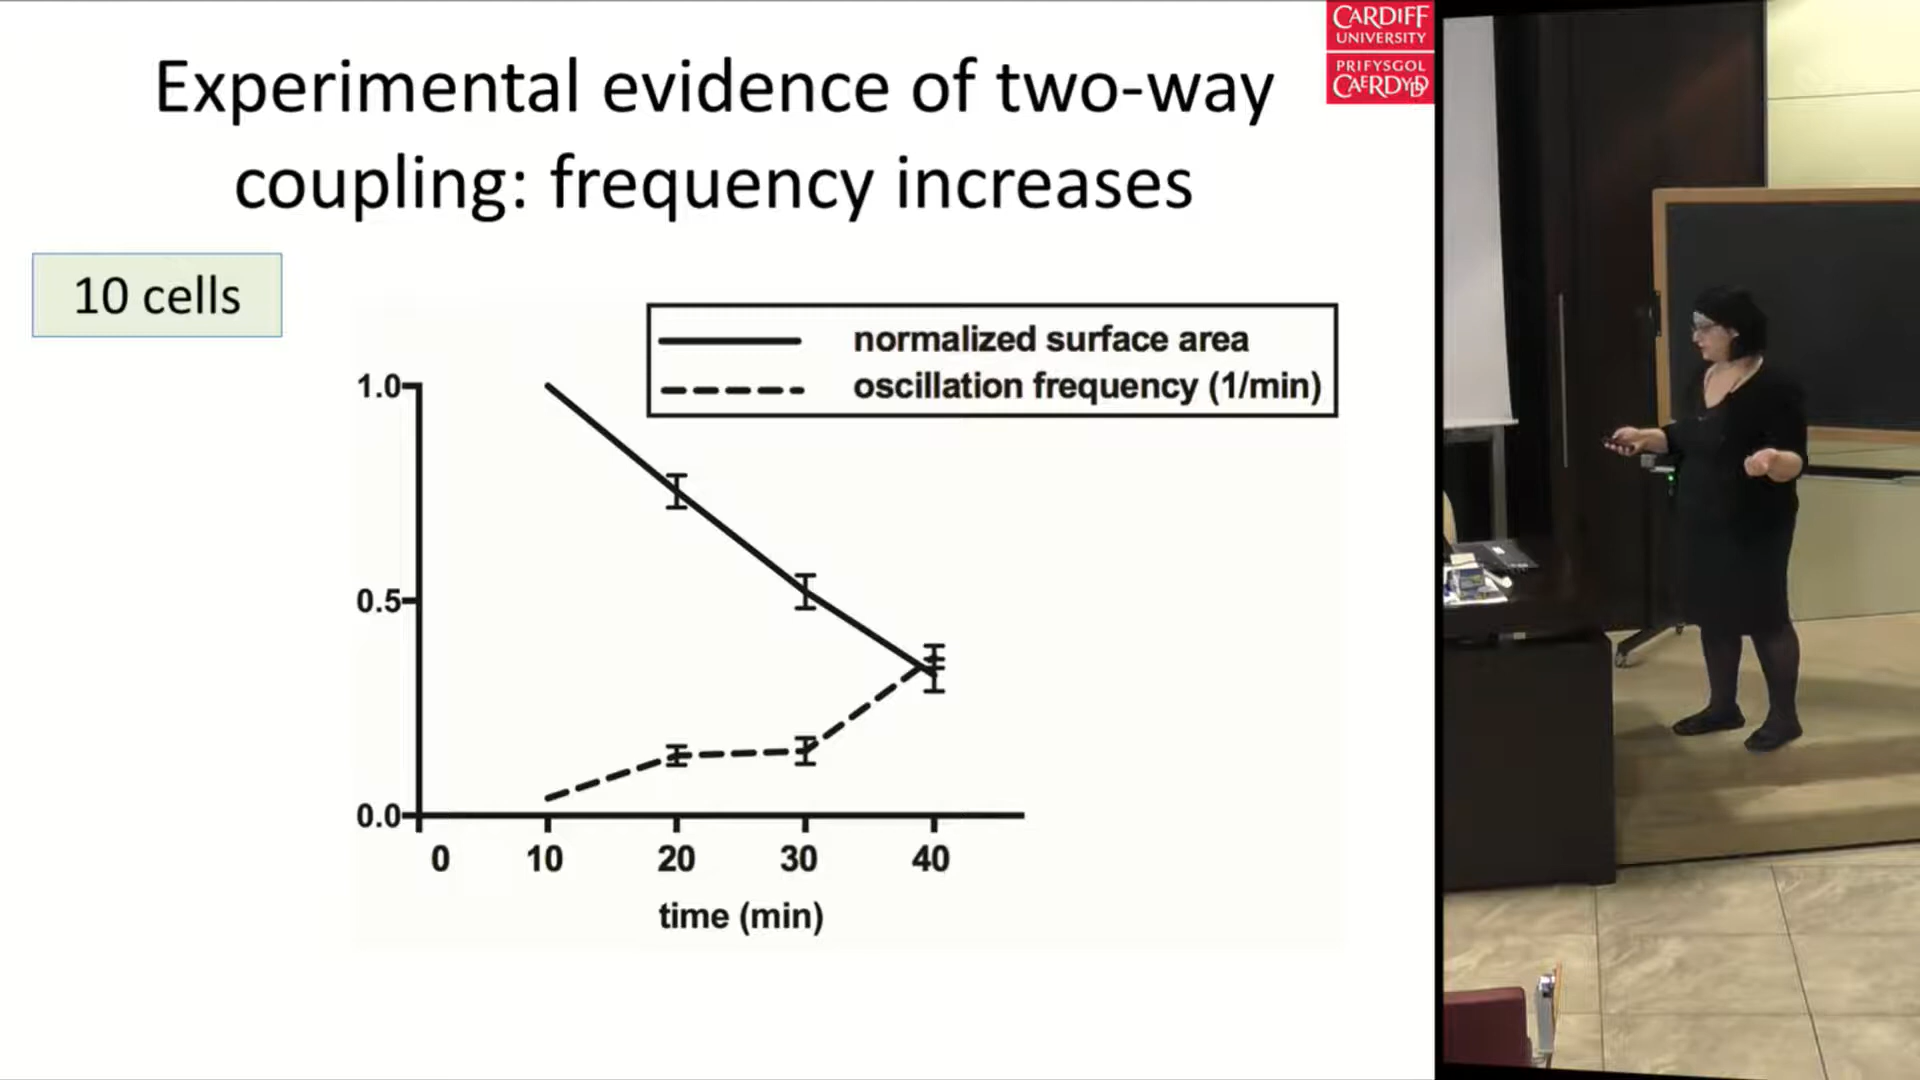 Experimental evidence of two-way
coupling: frequency increases
CARDIFF
UNIVERSITY
PRIFYSGOL
CAERDYDD
10 cells
normalized surface area
oscillation frequency (1/min)
1.0
0.5
0.0
0 10 20 30 40
time (min)